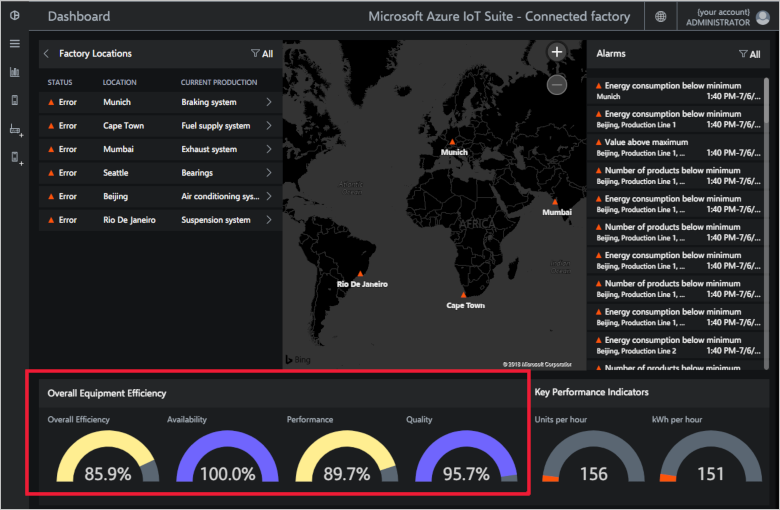 Dashboard
Microsoft Azure IoT Suite - Connected factory
(your account)
ADMINISTRATOR
Factory Locations
All
STATUS LOCATION CURRENT PRODUCTION
Error Munich Braking system
Error Cape Town Fuel supply system
Error Mumbai Exhaust system
Error Seattle Bearings
Error Beijing Air conditioning sys...
Error Rio De Janeiro Suspension system
Munich
AFRICA
Mumbai
Rio De Janeiro
Cape Town
Bing
© 2018 Microsoft Corporation
Alarms
All
Energy consumption below minimum
Munich 1:40 PM-7/6/...
Energy consumption below minimum
Beijing, Production Line 1 1:40 PM-7/6/...
Value above maximum
Beijing, Production Line 1, ... 1:40 PM-7/6/...
Number of products below minimum
Beijing, Production Line 1, ... 1:40 PM-7/6/...
Energy consumption below minimum
Beijing, Production Line 1, ... 1:40 PM-7/6/...
Number of products below minimum
Beijing, Production Line 1, ... 1:40 PM-7/6/...
Energy consumption below minimum
Beijing, Production Line 1, ... 1:40 PM-7/6/...
Number of products below minimum
Beijing, Production Line 1, ... 1:40 PM-7/6/...
Energy consumption below minimum
Beijing, Production Line 1, ... 1:40 PM-7/6/...
Energy consumption below minimum
Beijing, Production Line 2 1:40 PM-7/6/...
Number of products below minimum
Overall Equipment Efficiency
Overall Efficiency Availability Performance Quality
85.9% 100.0% 89.7% 95.7%
Key Performance Indicators
Units per hour kWh per hour
156 151